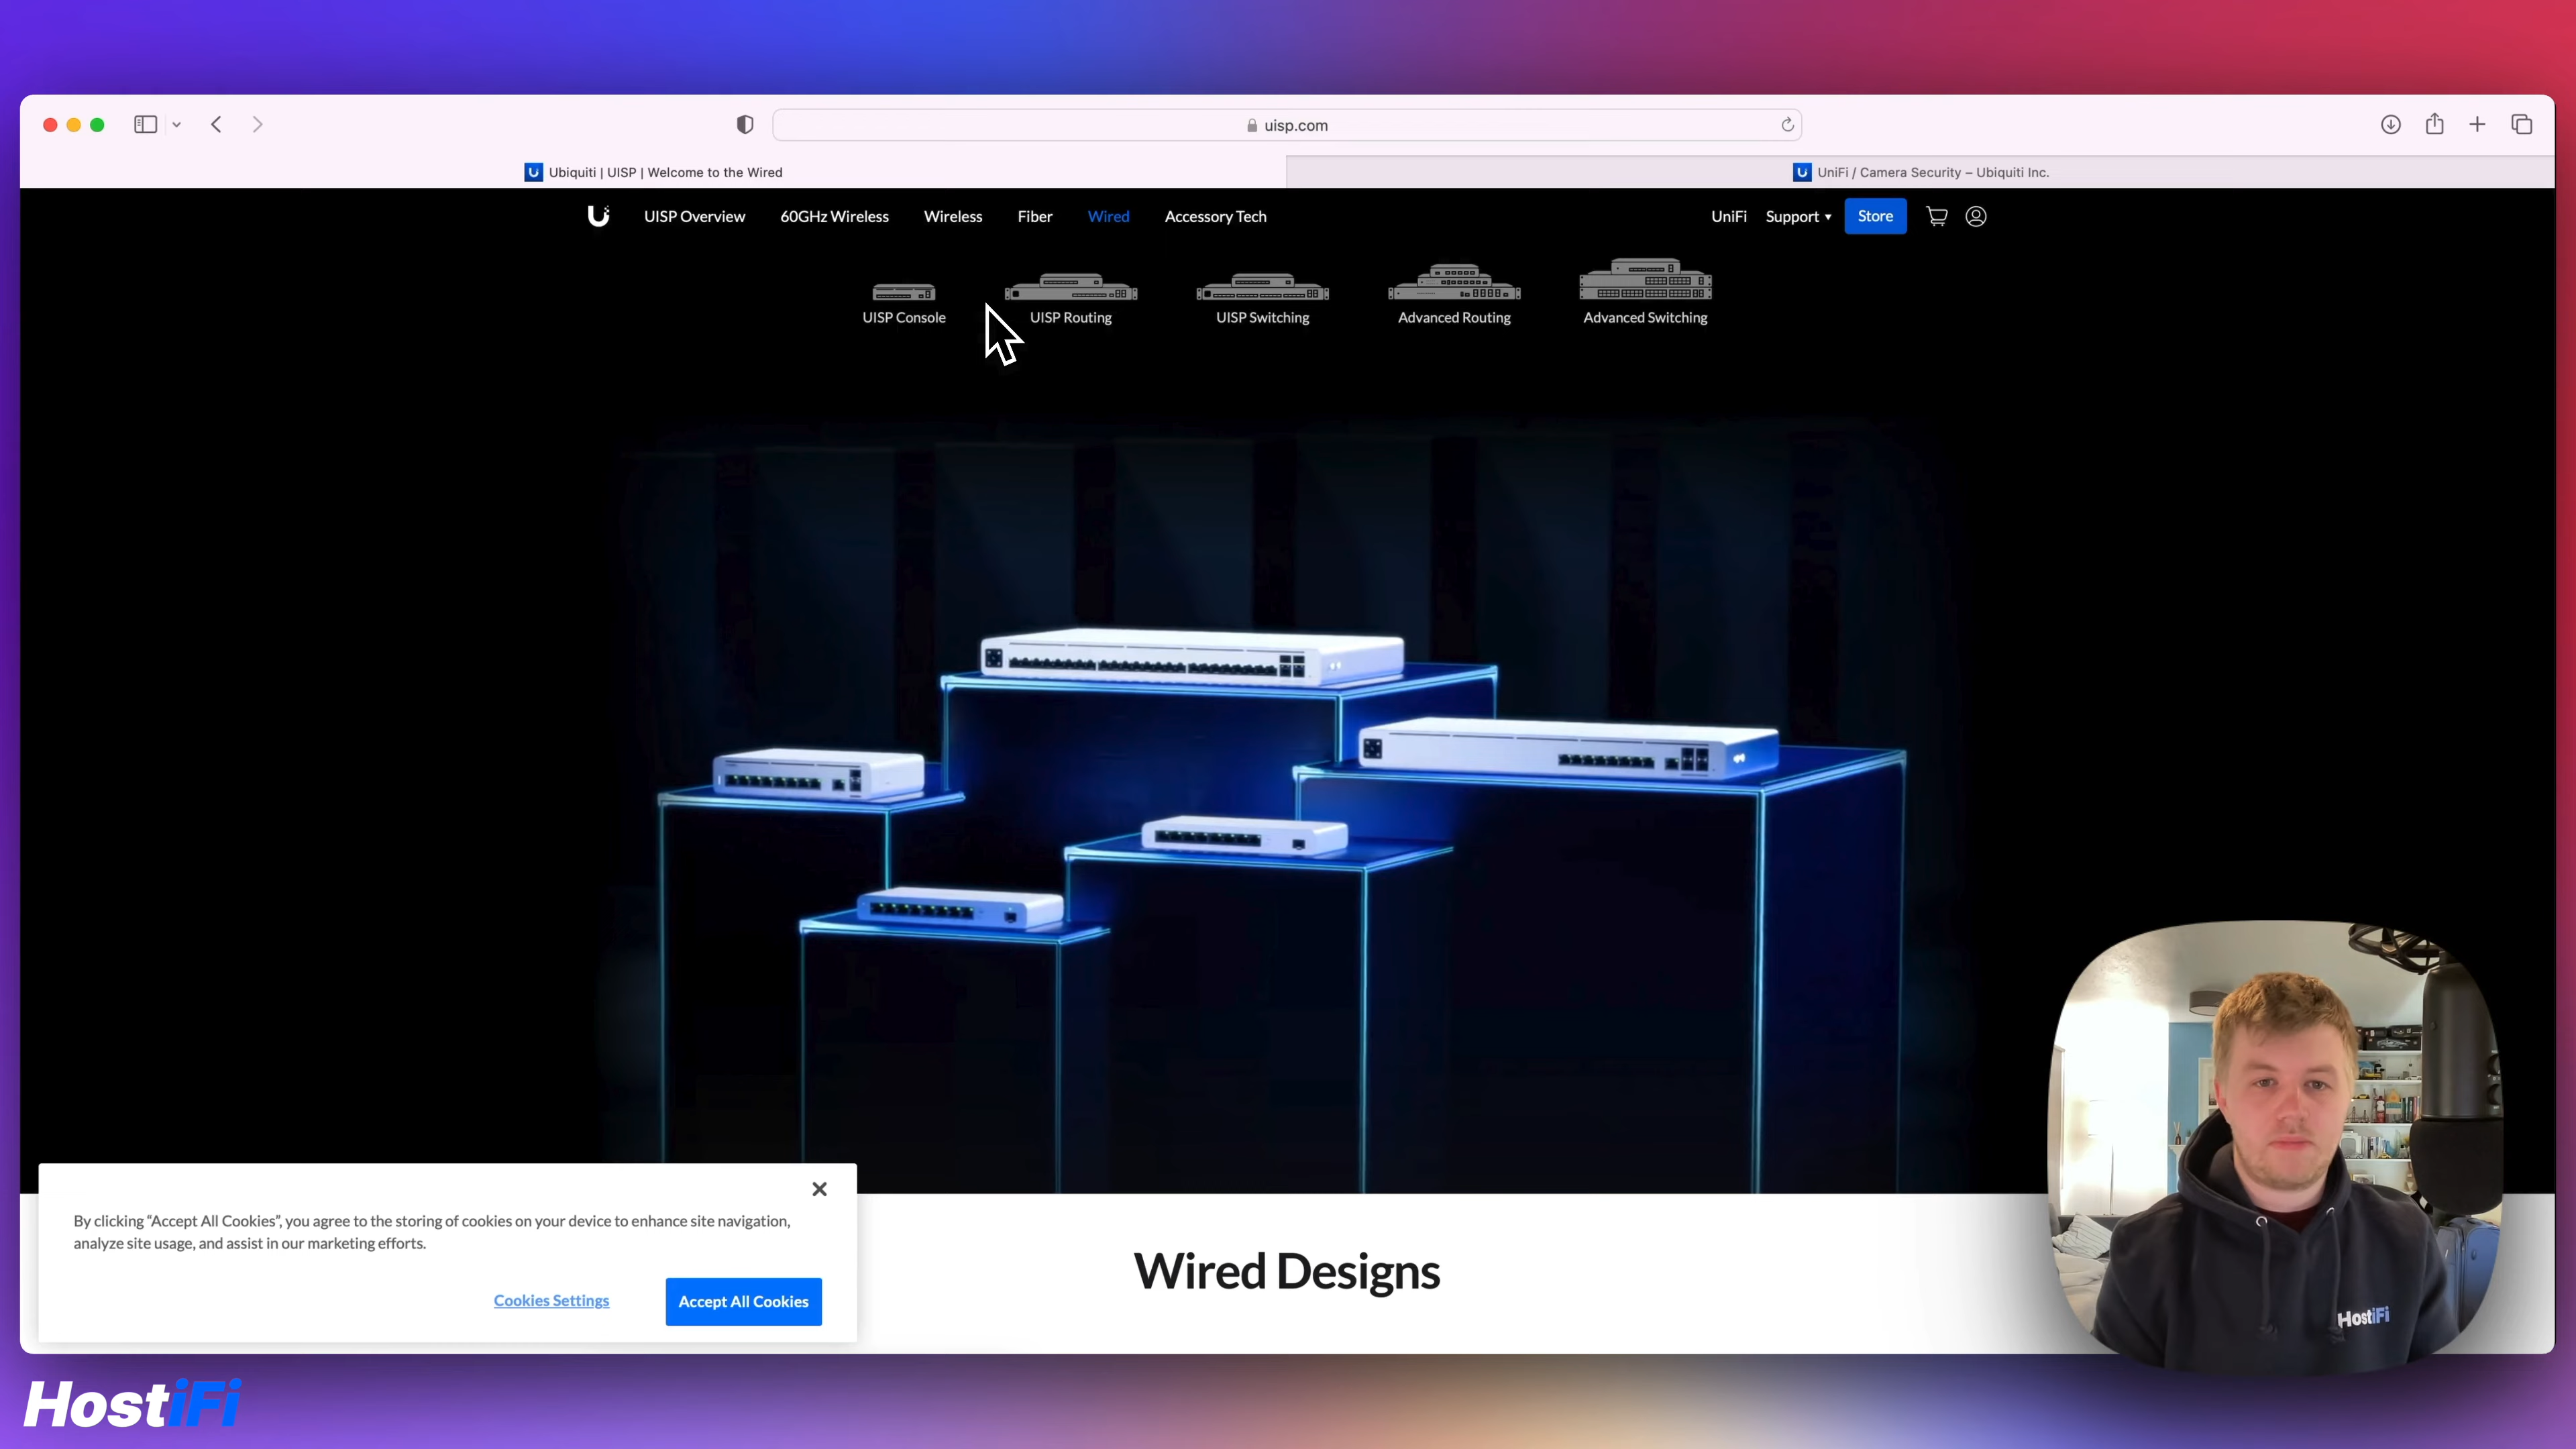 uisp.com
Ubiquiti | UISP | Welcome to the Wired
UniFi / Camera Security – Ubiquiti Inc.
UISP Overview 60GHz Wireless Wireless Fiber Wired Accessory Tech UniFi Support Store
UISP Console UISP Routing UISP Switching Advanced Routing Advanced Switching
By clicking “Accept All Cookies”, you agree to the storing of cookies on your device to enhance site navigation,
analyze site usage, and assist in our marketing efforts.
Cookies Settings
Accept All Cookies
Wired Designs
HostiFi
HostiFi